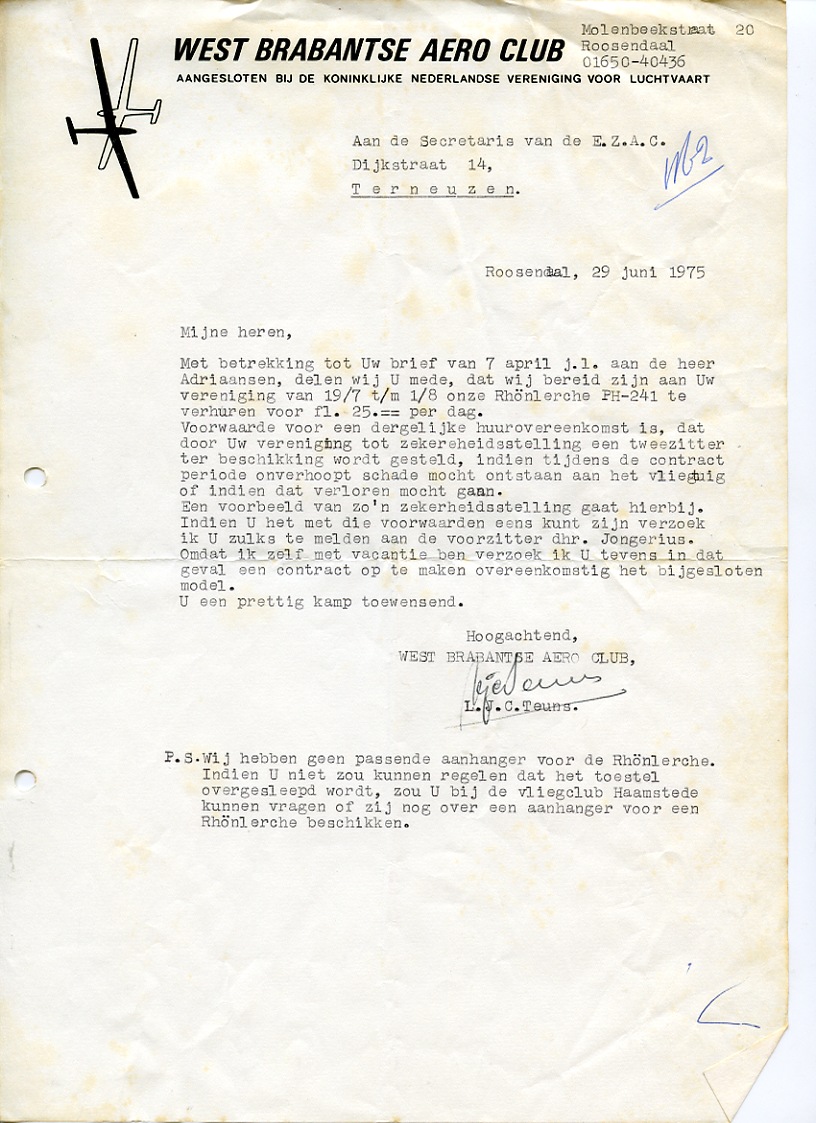 WEST BRABANTSE AERO CLUB
AANGESLOTEN BIJ DE KONINKLIJKE NEDERLANDSE VERENIGING VOOR LUCHTVAART
Molenbeekstraat 20
Roosendaal
01650-40436
Aan de Secretaris van de E.Z.A.C.
Dijkstraat 14,
Terneuzen.
Roosendaal, 29 juni 1975
Mijne heren,
Met betrekking tot Uw brief van 7 april j.l. aan de heer
Adriaansen, delen wij U mede, dat wij bereid zijn aan Uw
vereniging van 19/7 t/m 1/8 onze Rhönlerche PH-241 te
verhuren voor fl. 25.== per dag.
Voorwaarde voor een dergelijke huurovereenkomst is, dat
door Uw vereniging tot zekereheidsstelling een tweezitter
ter beschikking wordt gesteld, indien tijdens de contract
periode onverhoopt schade mocht ontstaan aan het vliegtuig
of indien dat verloren mocht gaan.
Een voorbeeld van zo'n zekerheidsstelling gaat hierbij.
Indien U het met die voorwaarden eens kunt zijn verzoek
ik U zulks te melden aan de voorzitter dhr. Jongerius.
Omdat ik zelf met vacantie ben verzoek ik U tevens in dat
geval een contract op te maken overeenkomstig het bijgesloten
model.
U een prettig kamp toewensend.
Hoogachtend,
WEST BRABANTSE AERO CLUB,
L.J.C.Teuns.
P.S.Wij hebben geen passende aanhanger voor de Rhönlerche.
Indien U niet zou kunnen regelen dat het toestel
overgesleept wordt, zou U bij de vliegclub Haamstede
kunnen vragen of zij nog over een aanhanger voor een
Rhönlerche beschikken.